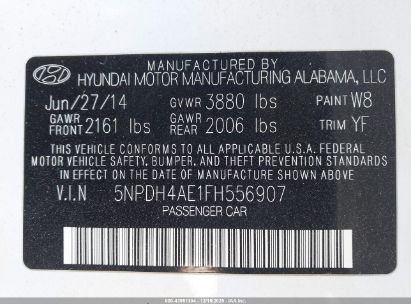 MANUFACTURED BY
HYUNDAI MOTOR MANUFACTURING ALABAMA, LLC
Jun/27/14 GVWR 3880 lbs PAINT W8
GAWR FRONT 2161 lbs GAWR REAR 2006 lbs TRIM YF
THIS VEHICLE CONFORMS TO ALL APPLICABLE U.S.A. FEDERAL
MOTOR VEHICLE SAFETY, BUMPER, AND THEFT PREVENTION STANDARDS
IN EFFECT ON THE DATE OF MANUFACTURE SHOWN ABOVE
V.I.N 5NPDH4AE1FH556907
PASSENGER CAR